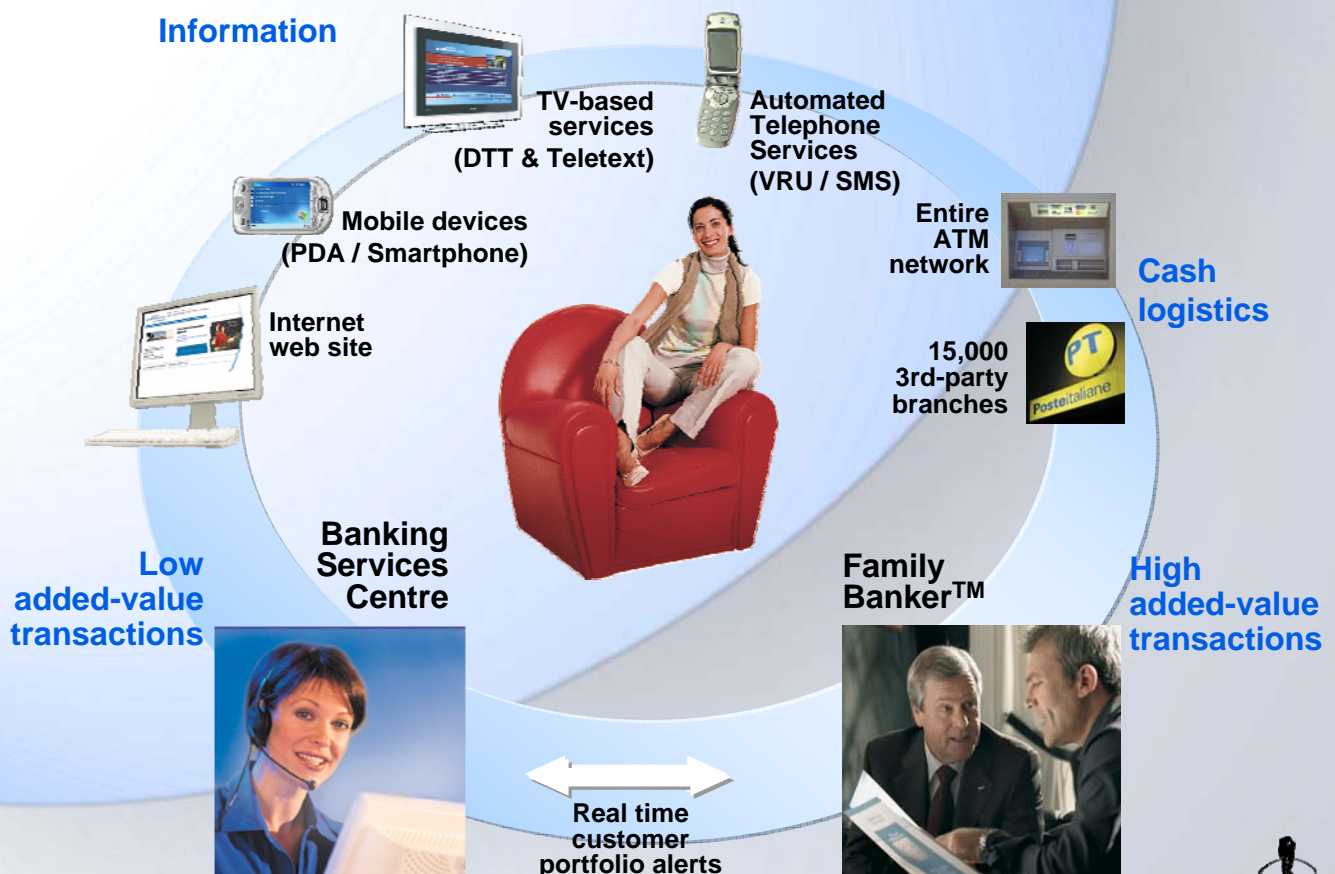 Information
TV-based
services
(DTT & Teletext)
Automated
Telephone
Services
(VRU / SMS)
Mobile devices
(PDA / Smartphone)
Entire
ATM
network
Cash
logistics
Internet
web site
15,000
3rd-party
branches
PT
Posteitaliane
Low
added-value
transactions
Banking
Services
Centre
Family
Banker™
High
added-value
transactions
Real time
customer
portfolio alerts